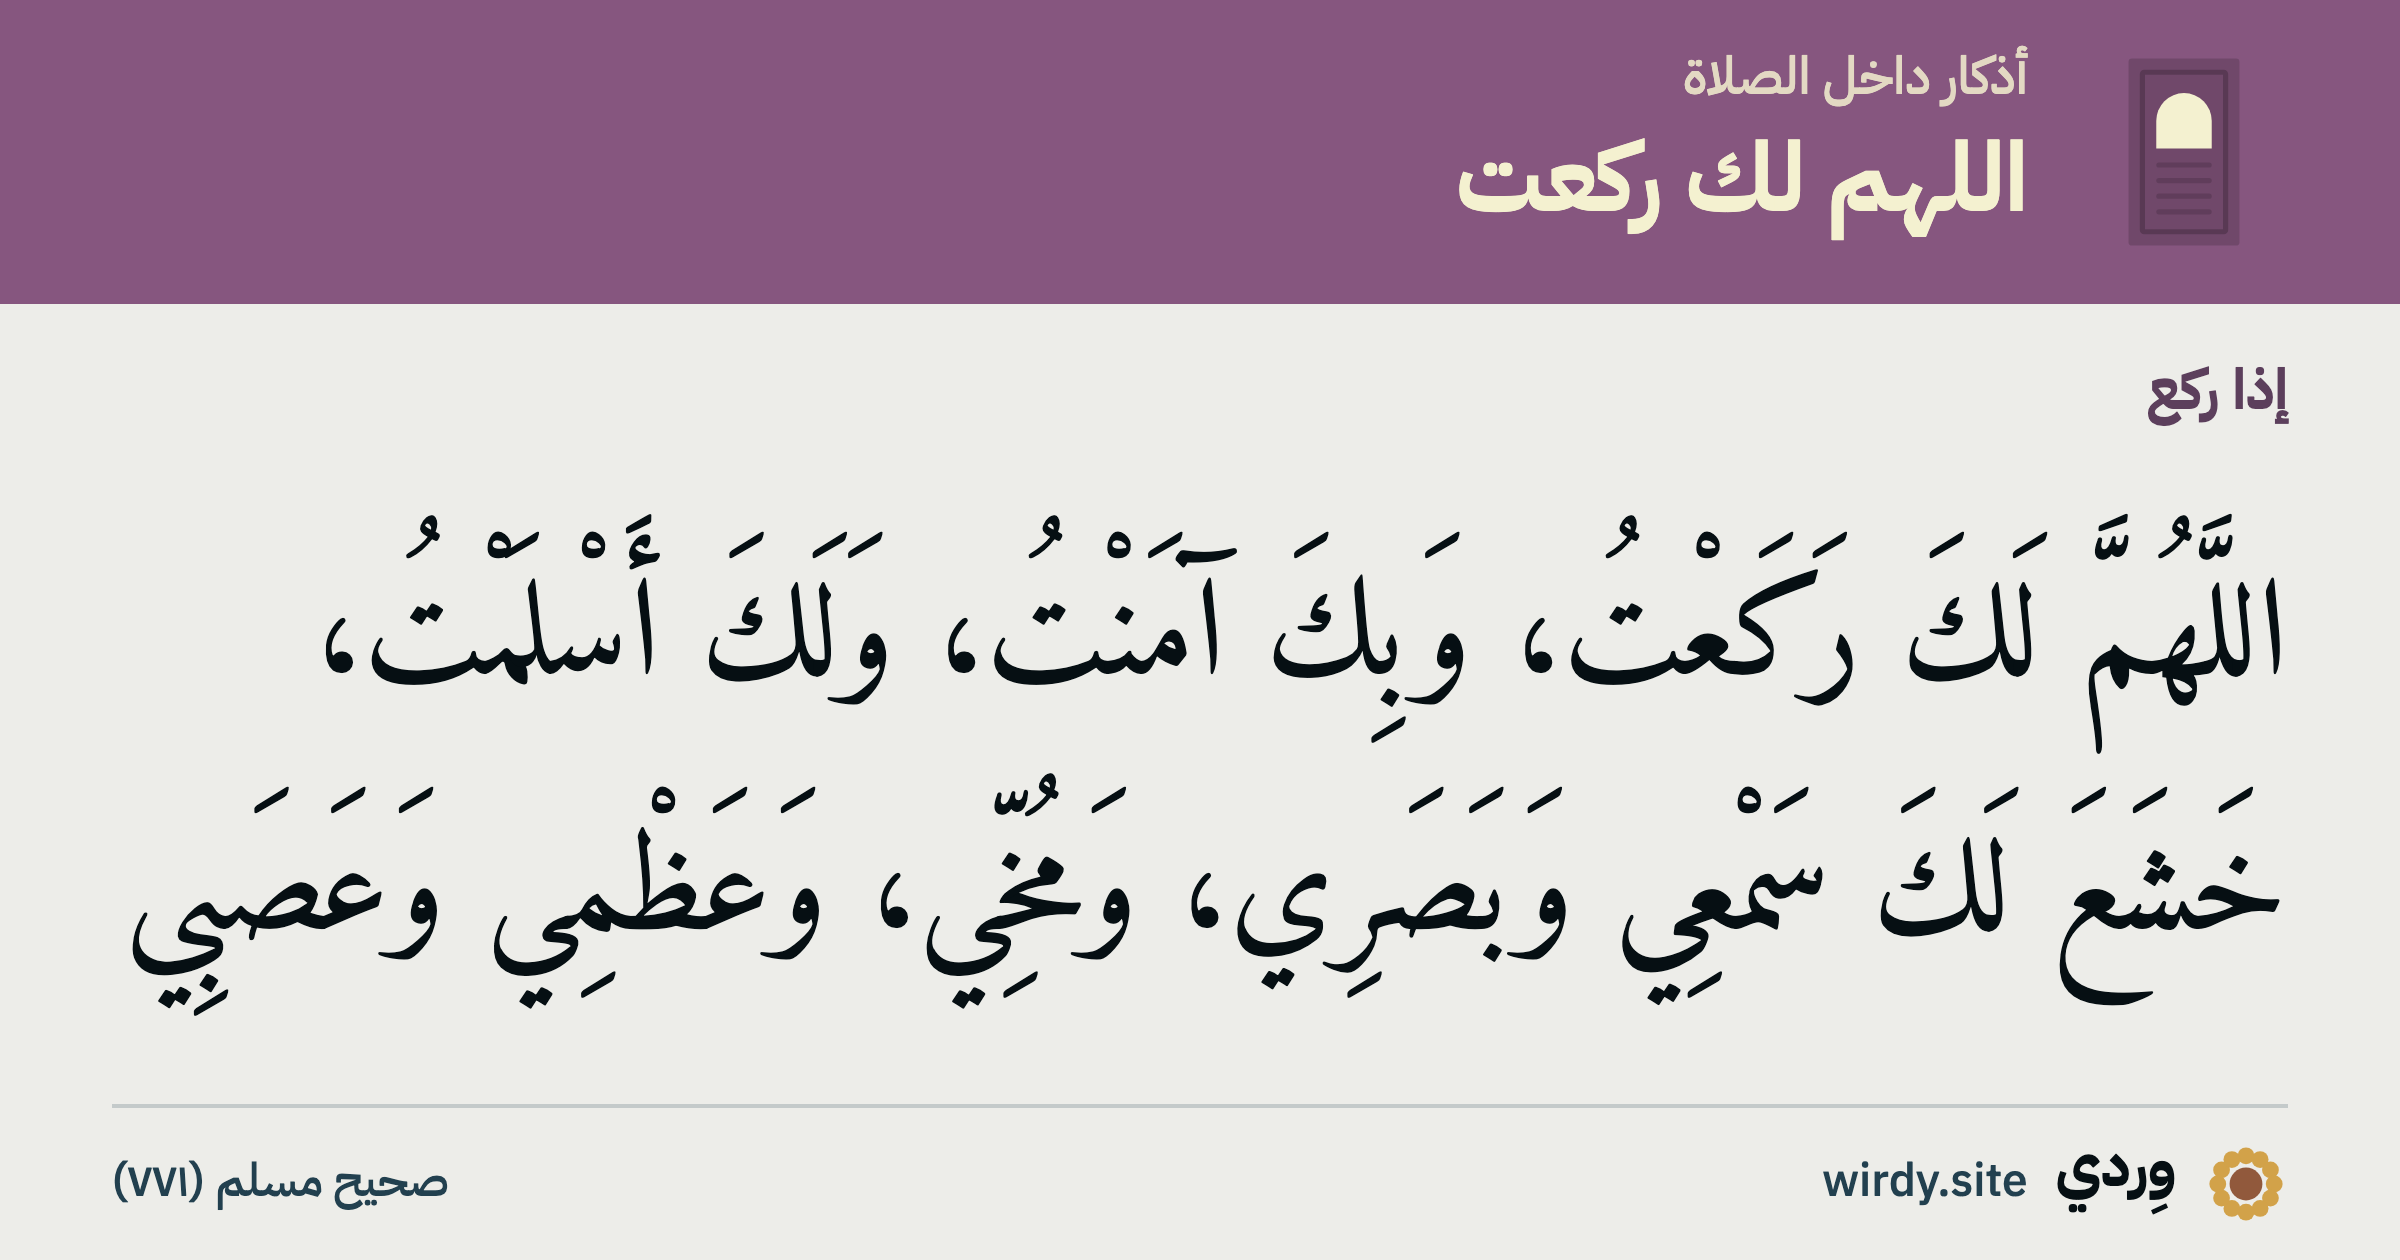 أذكار داخل الصلاة
اللهم لك ركعت
إذا ركع
اللَّهُمَّ لَكَ رَكَعْتُ، وَبِكَ آمَنْتُ، وَلَكَ أَسْلَمْتُ،
خَشَعَ لَكَ سَمْعِي وَبَصَرِي، وَمُخِّي، وَعَظْمِي وَعَصَبِي
وِردي wirdy.site
صحيح مسلم (٧٧١)